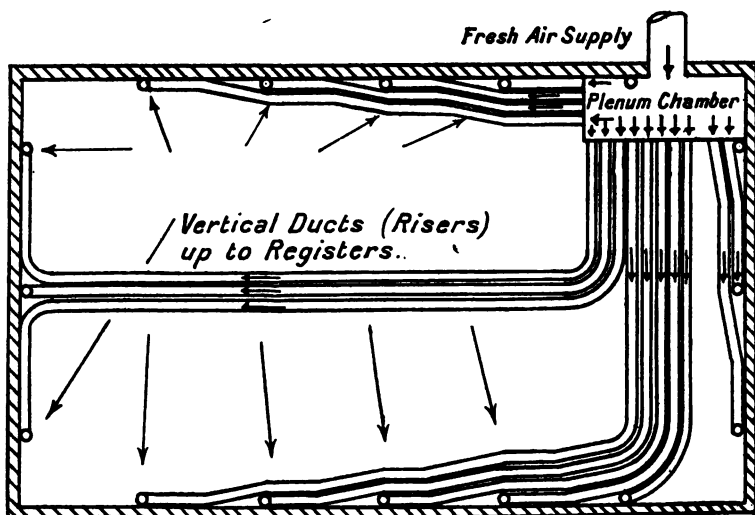 Fresh Air Supply
Plenum Chamber
Vertical Ducts (Risers)
up to Registers..